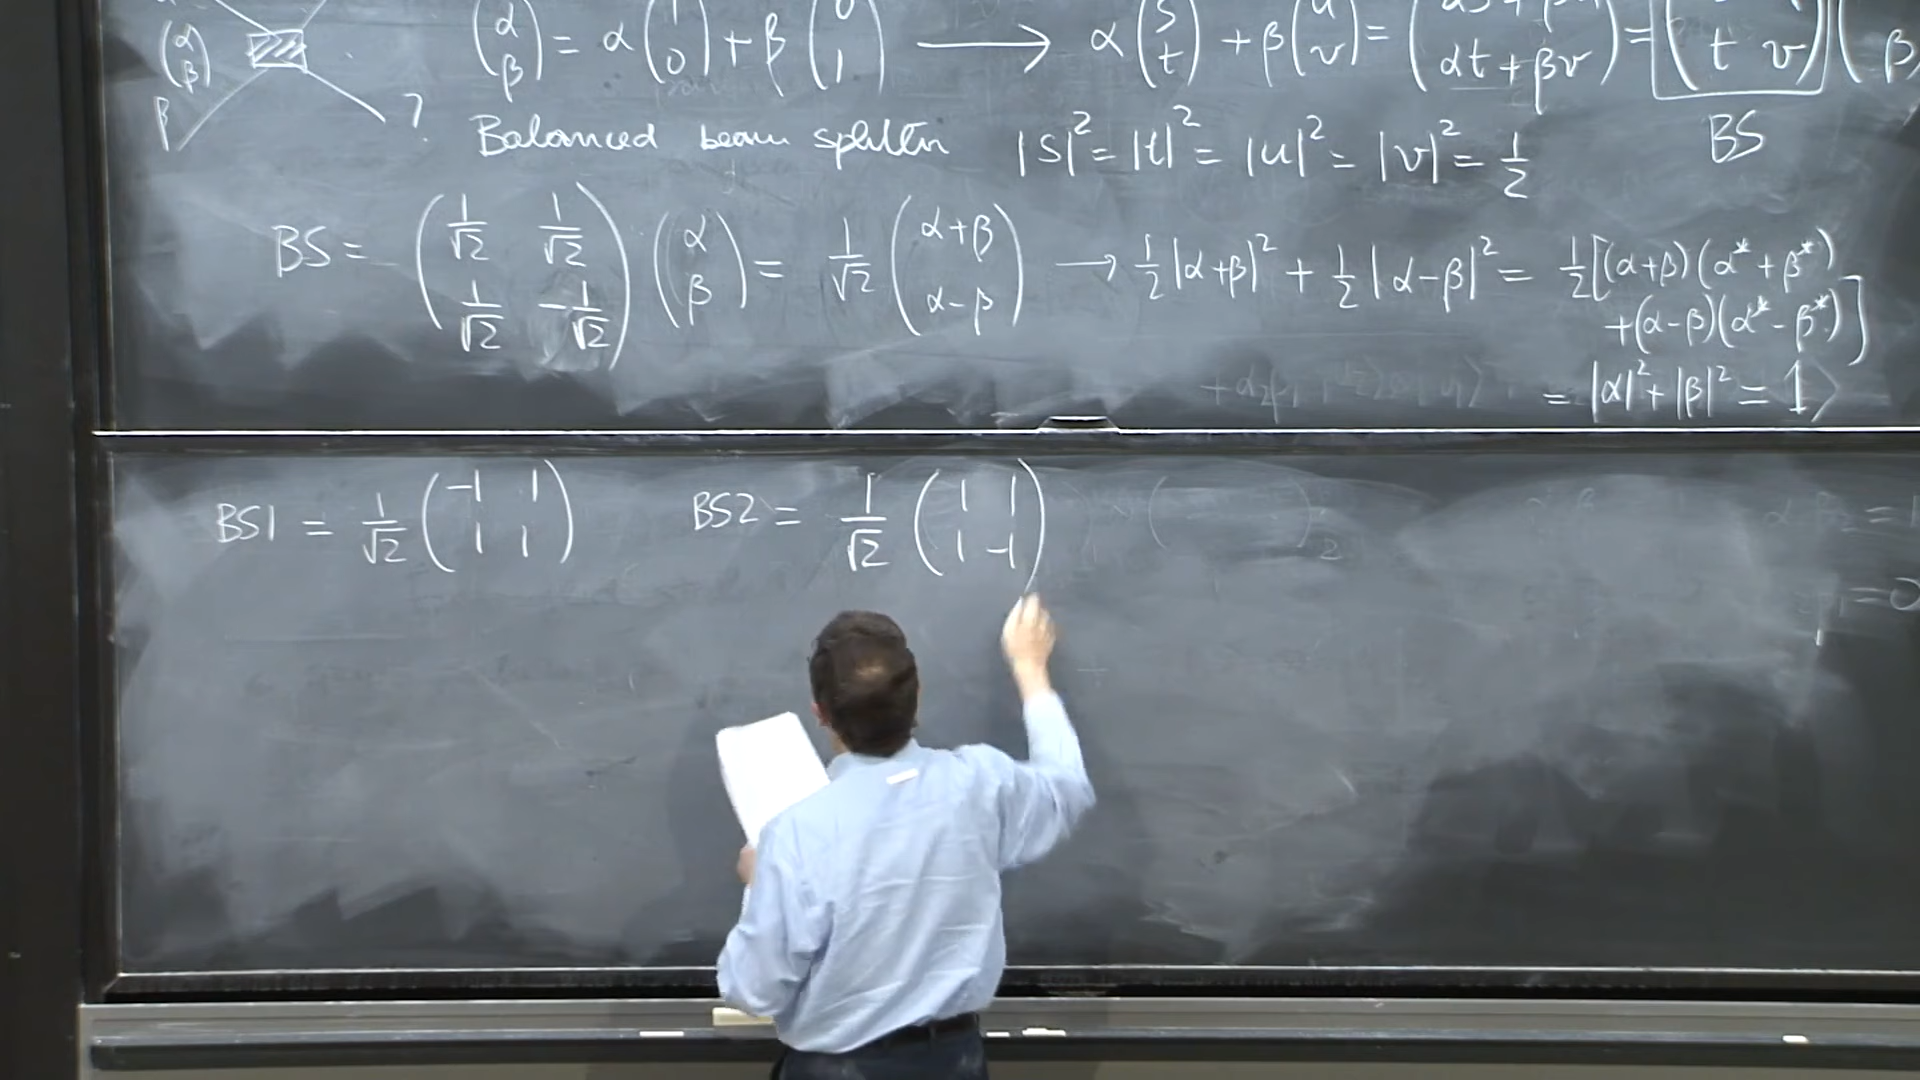 (α β) = α (1 0) + β (0 1) ⟶ α (s t) + β (u v) = (αs+βu αt+βv) = ( t v) ( β
β ?
Balanced beam splitter |s|² = |t|² = |u|² = |v|² = 1/2
BS
BS = (1/√2 1/√2 1/√2 -1/√2) · (α β) = 1/√2 (α+β α-β) → 1/2 |α+β|² + 1/2 |α-β|² = 1/2 [(α+β)(α*+β*)
+(α-β)(α*-β*)]
= |α|²+|β|² = 1
BS1 = 1/√2 (-1 1 1 1) BS2 = 1/√2 (1 1 1 -1)